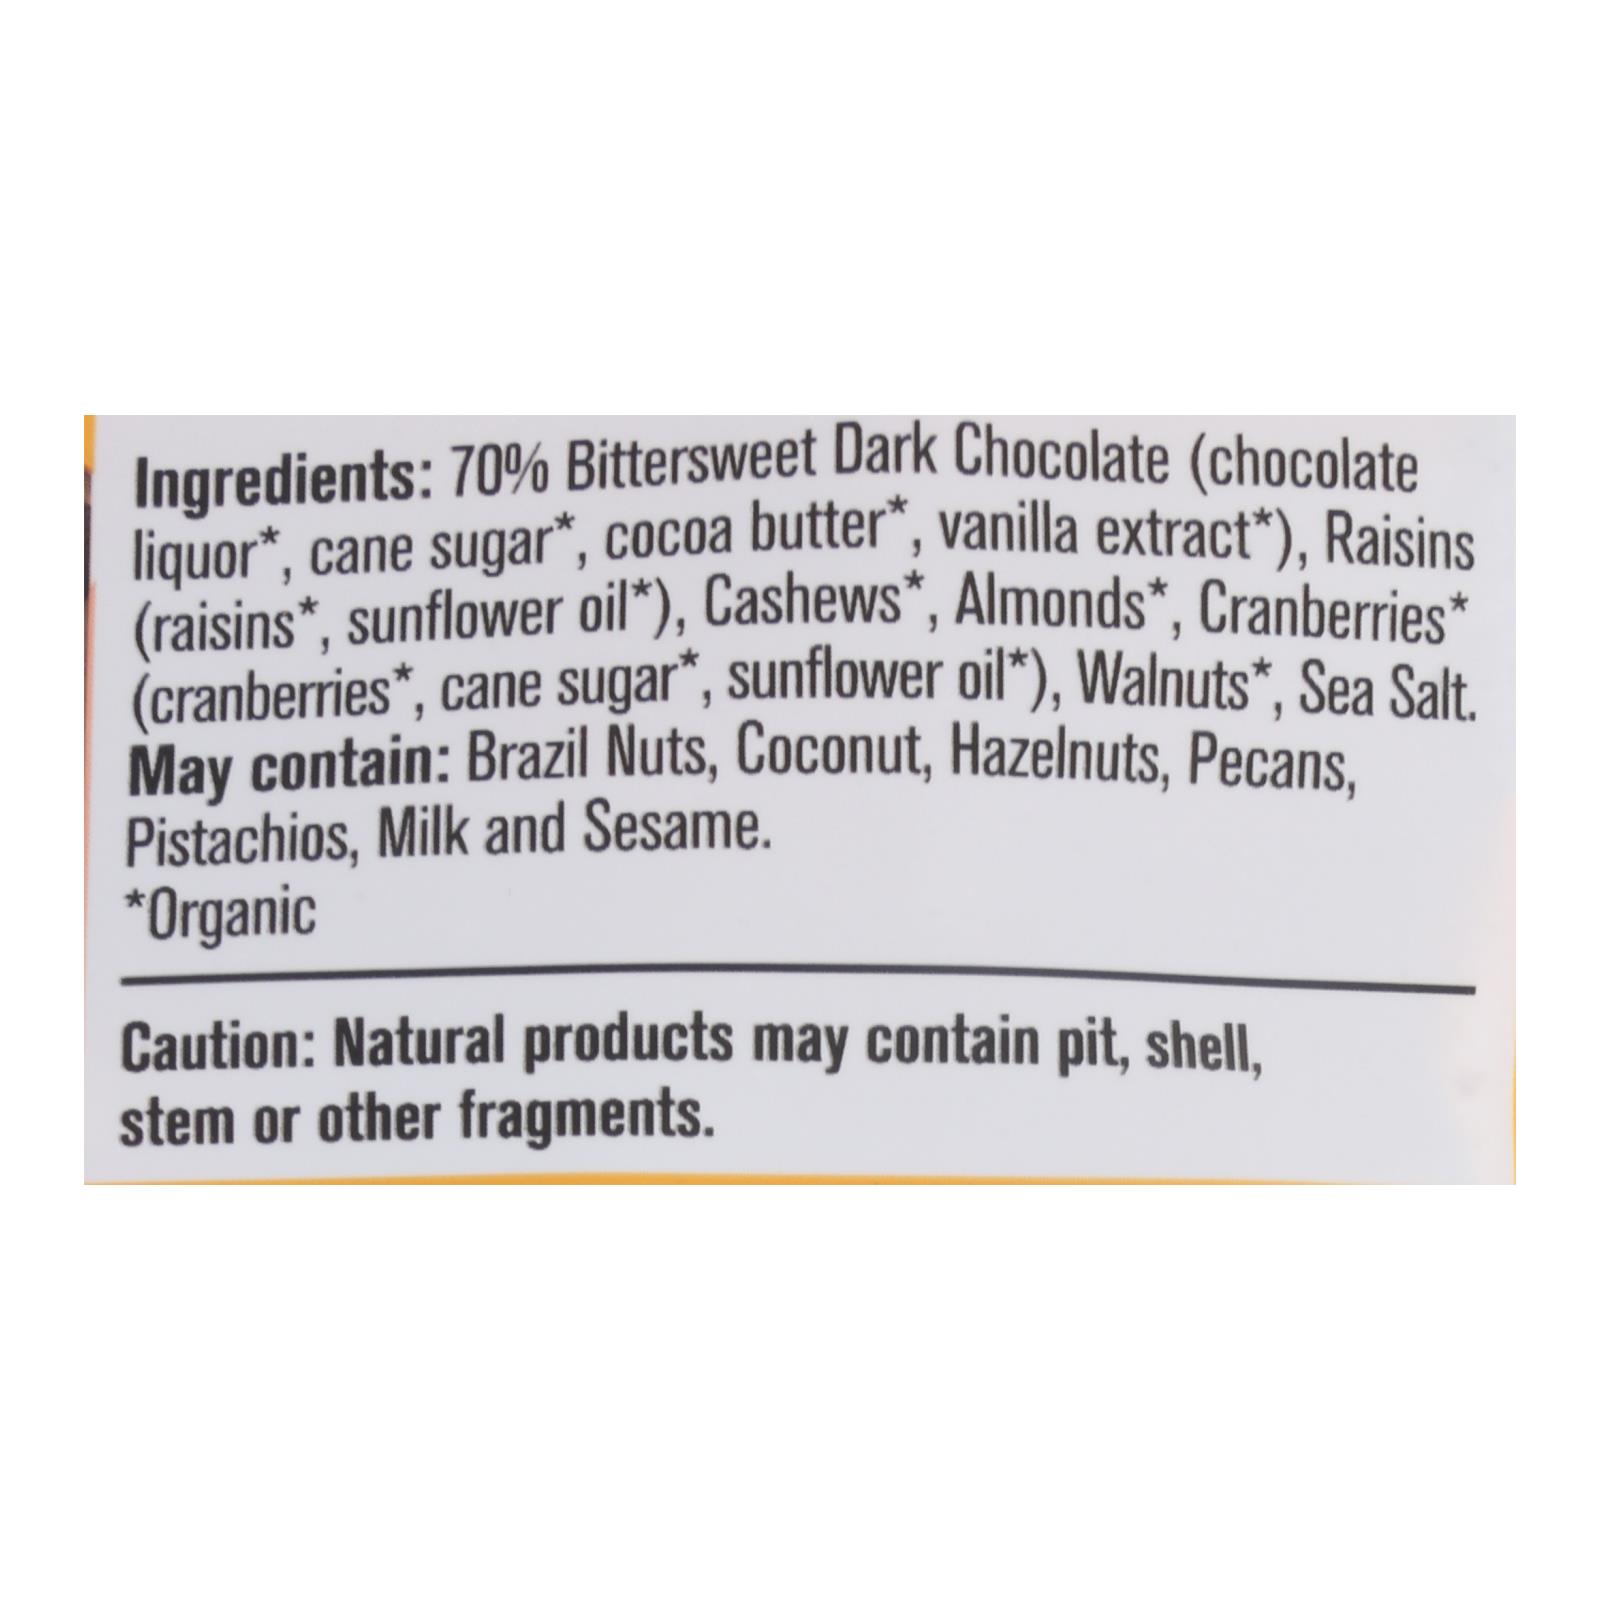 Ingredients: 70% Bittersweet Dark Chocolate (chocolate
liquor*, cane sugar*, cocoa butter*, vanilla extract*), Raisins
(raisins*, sunflower oil*), Cashews*, Almonds*, Cranberries*
(cranberries*, cane sugar*, sunflower oil*), Walnuts*, Sea Salt.
May contain: Brazil Nuts, Coconut, Hazelnuts, Pecans,
Pistachios, Milk and Sesame.
*Organic
Caution: Natural products may contain pit, shell,
stem or other fragments.